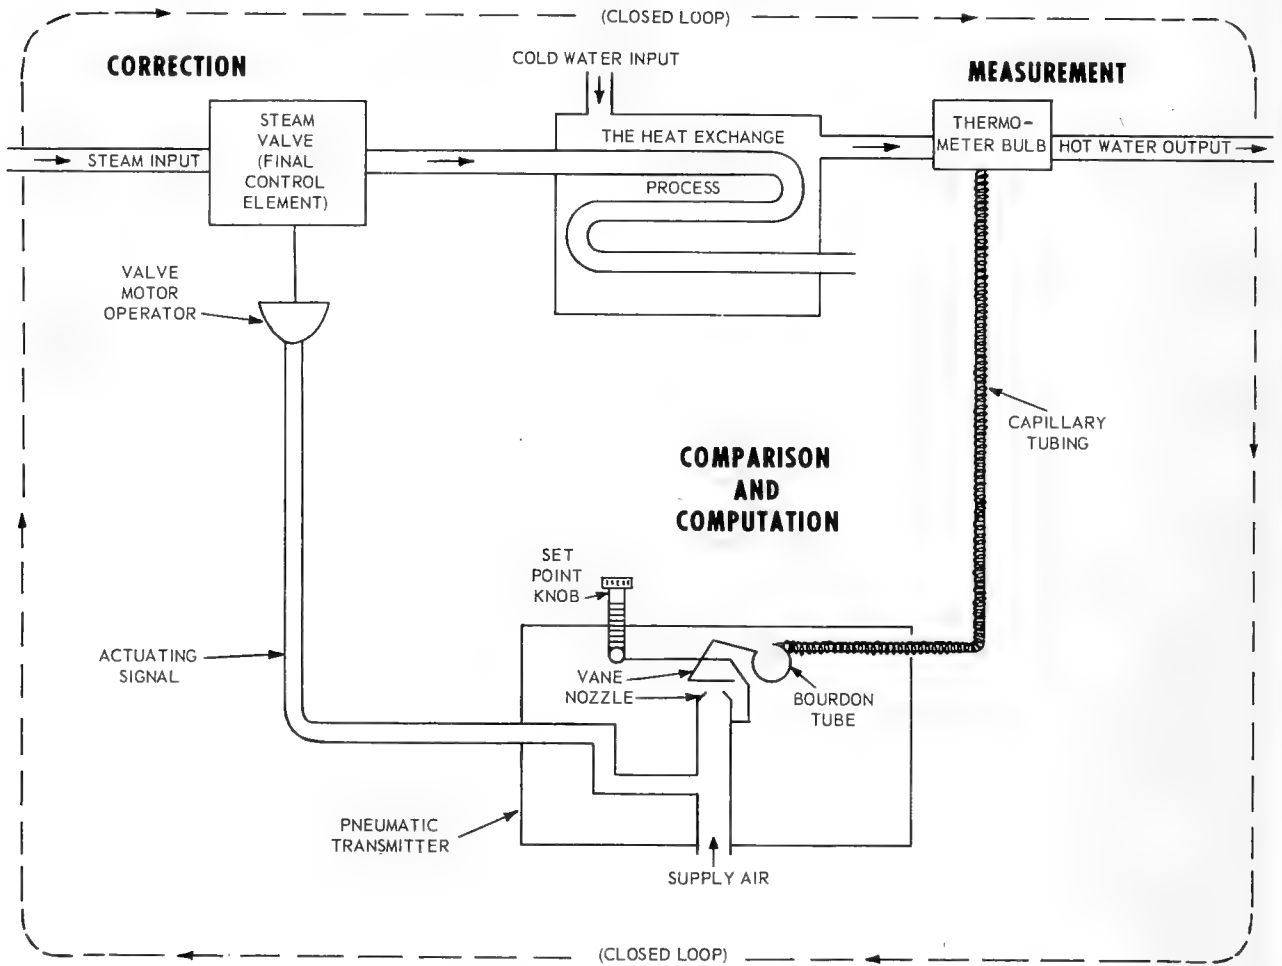 (CLOSED LOOP)
CORRECTION
COLD WATER INPUT
MEASUREMENT
STEAM
VALVE
(FINAL
CONTROL
ELEMENT)
STEAM INPUT
THE HEAT EXCHANGE
PROCESS
THERMO-
METER BULB
HOT WATER OUTPUT
VALVE
MOTOR
OPERATOR
CAPILLARY
TUBING
COMPARISON
AND
COMPUTATION
SET
POINT
KNOB
ACTUATING
SIGNAL
VANE
NOZZLE
BOURDON
TUBE
PNEUMATIC
TRANSMITTER
SUPPLY AIR
(CLOSED LOOP)